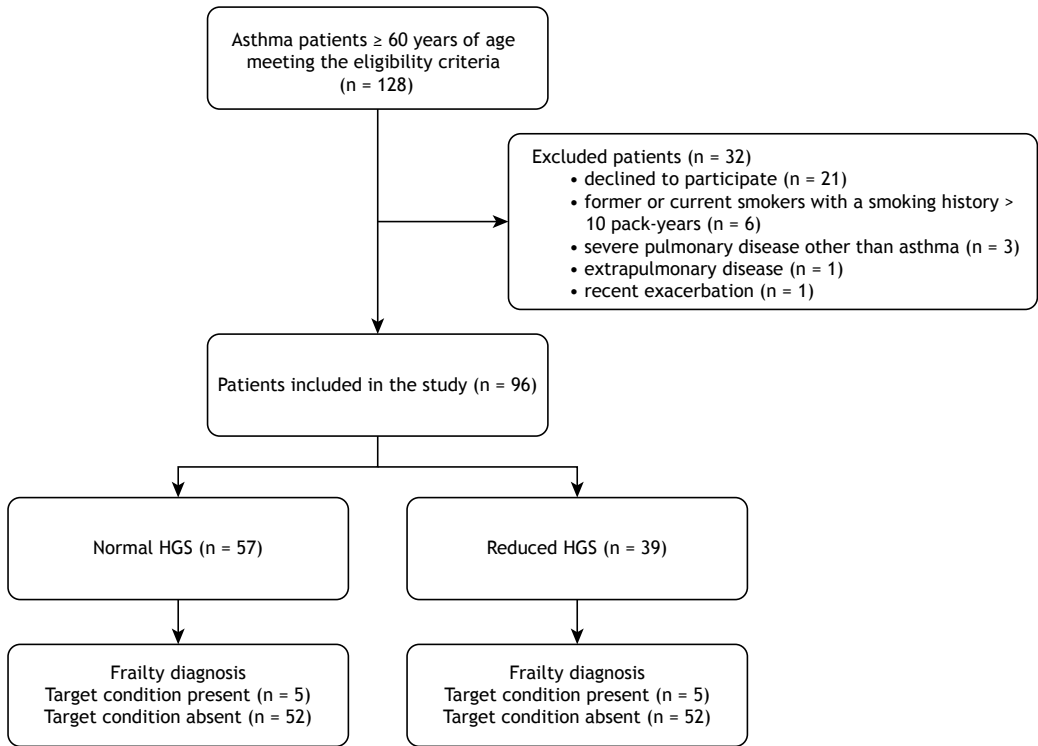 Asthma patients ≥ 60 years of age
meeting the eligibility criteria
(n = 128)
Excluded patients (n = 32)
• declined to participate (n = 21)
• former or current smokers with a smoking history >
10 pack-years (n = 6)
• severe pulmonary disease other than asthma (n = 3)
• extrapulmonary disease (n = 1)
• recent exacerbation (n = 1)
Patients included in the study (n = 96)
Normal HGS (n = 57)
Reduced HGS (n = 39)
Frailty diagnosis
Target condition present (n = 5)
Target condition absent (n = 52)
Frailty diagnosis
Target condition present (n = 5)
Target condition absent (n = 52)